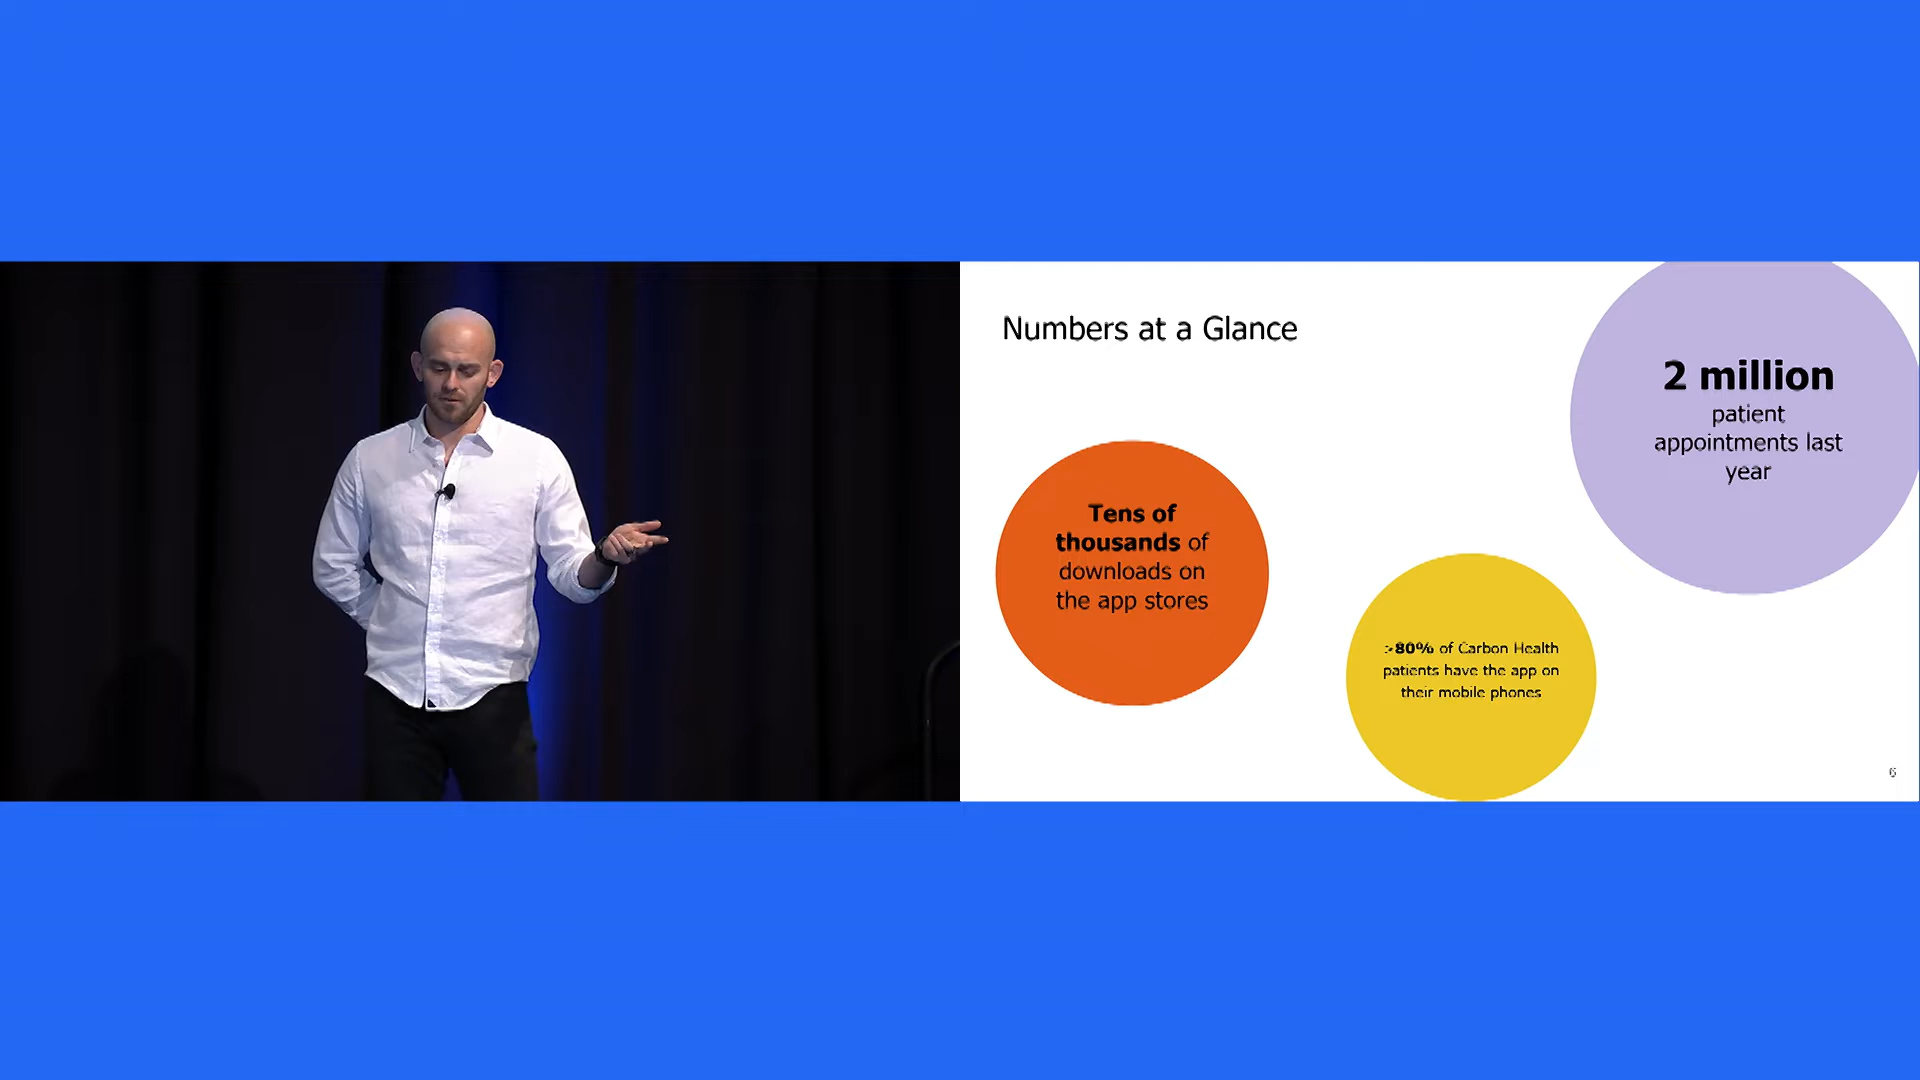 Numbers at a Glance
2 million
patient
appointments last
year
Tens of
thousands of
downloads on
the app stores
>80% of Carbon Health
patients have the app on
their mobile phones
6